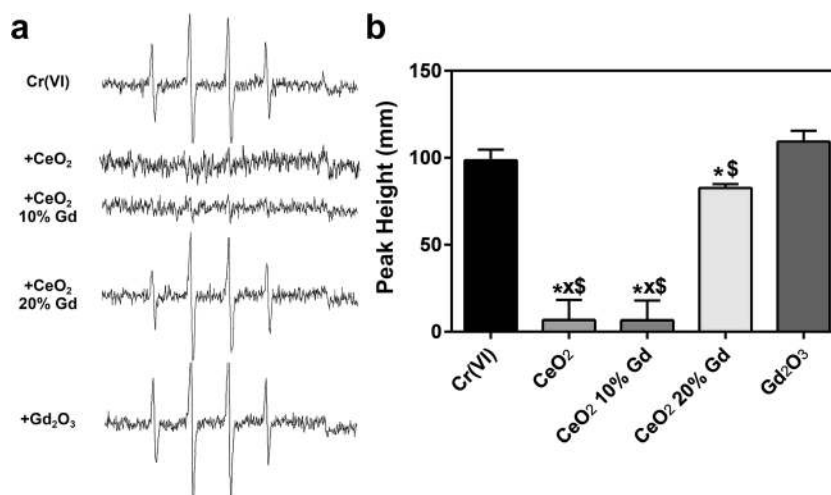 a
Cr(VI)
+CeO₂
+CeO₂
10% Gd
+CeO₂
20% Gd
+Gd₂O₃
b
Peak Height (mm)
150
100
50
0
*x$
*x$
*$
Cr(VI)
CeO₂
CeO₂ 10% Gd
CeO₂ 20% Gd
Gd₂O₃